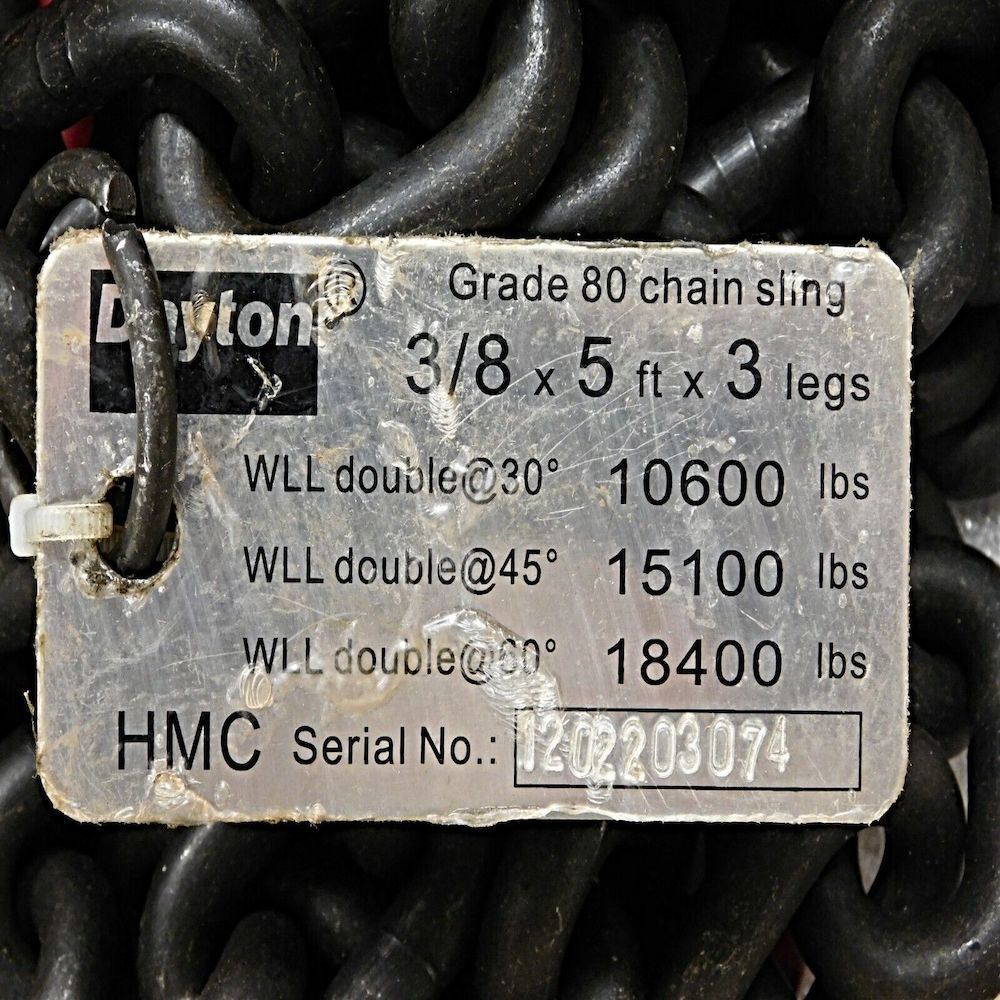 Dayton®
Grade 80 chain sling
3/8 x 5 ft x 3 legs
WLL double@30° 10600 lbs
WLL double@45° 15100 lbs
WLL double@60° 18400 lbs
HMC Serial No.: 1202203074